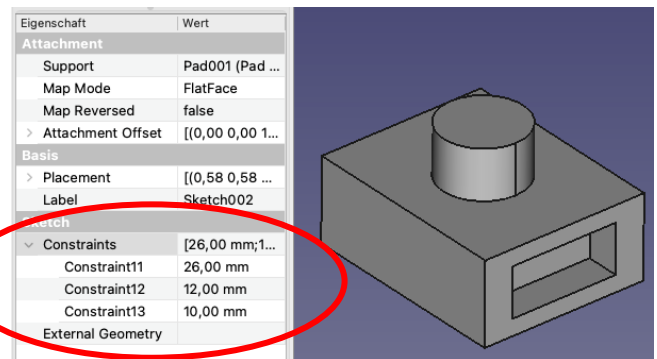 Eigenschaft Wert
Attachment
Support Pad001 (Pad ...
Map Mode FlatFace
Map Reversed false
Attachment Offset [(0,00 0,00 1...
Basis
Placement [(0,58 0,58 ...
Label Sketch002
Sketch
Constraints [26,00 mm;1...
Constraint11 26,00 mm
Constraint12 12,00 mm
Constraint13 10,00 mm
External Geometry